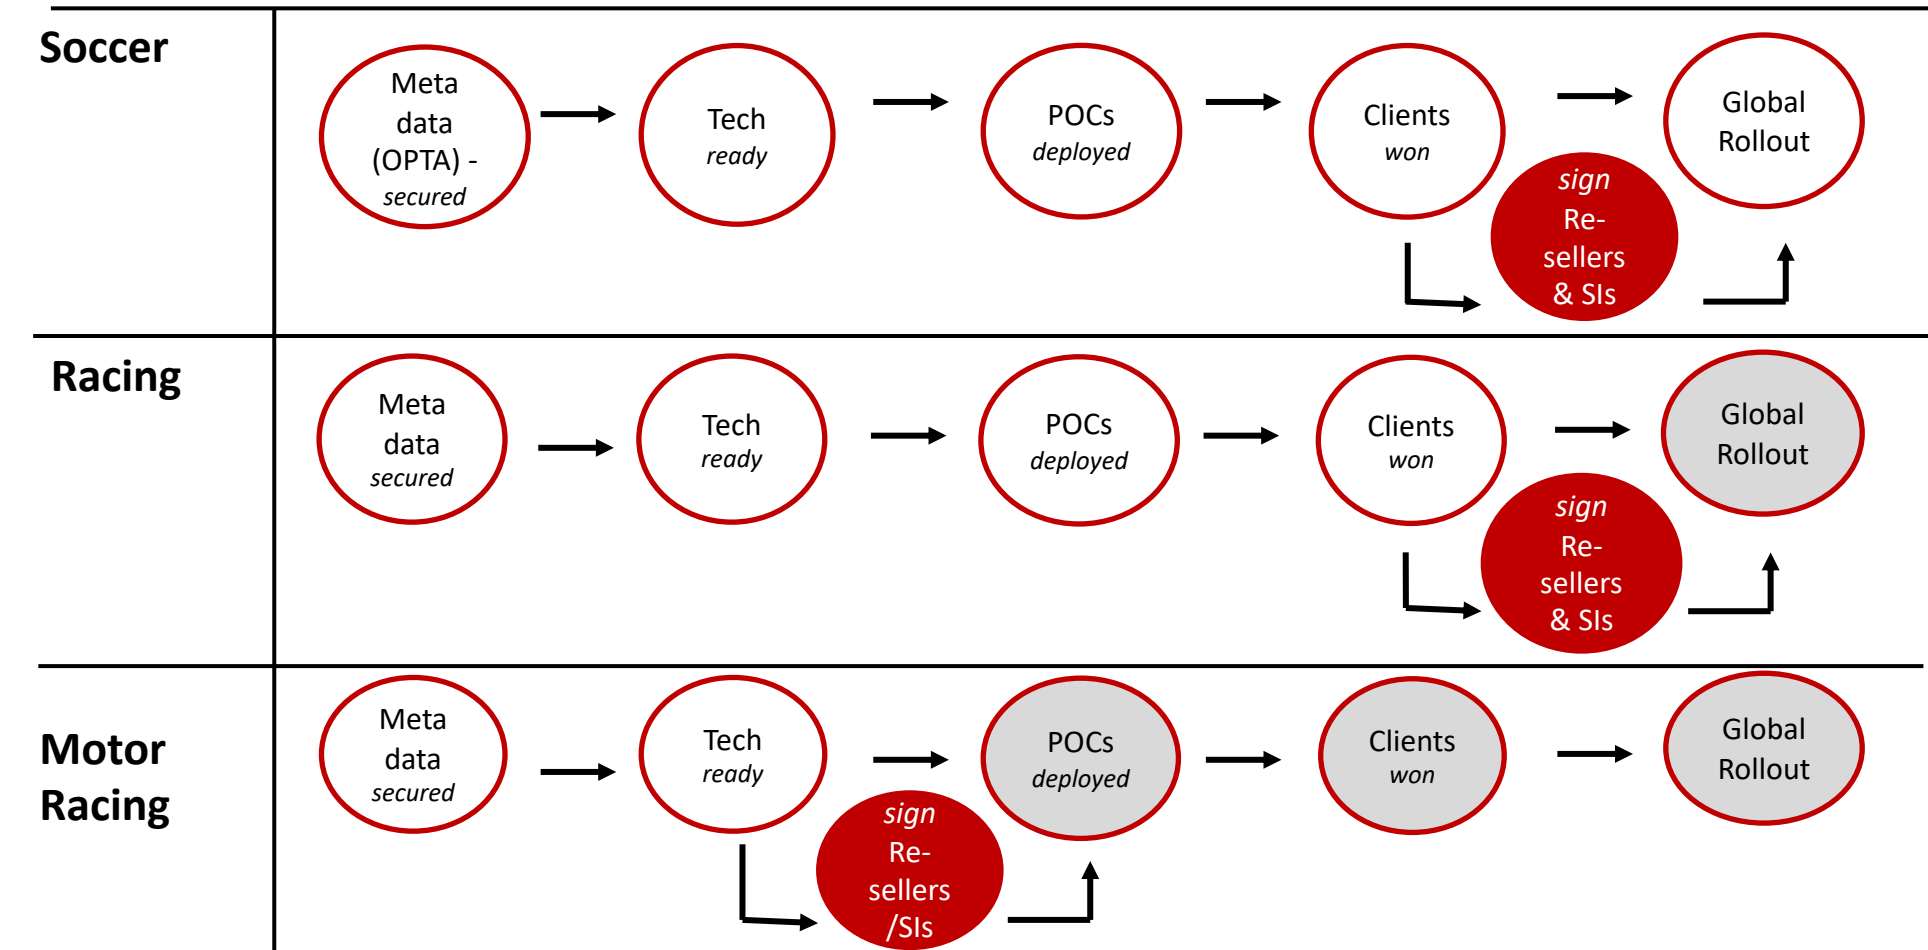 Soccer
Meta
data
(OPTA) -
secured
Tech
ready
POCs
deployed
Clients
won
sign
Re-
sellers
& SIs
Global
Rollout
Racing
Meta
data
secured
Tech
ready
POCs
deployed
Clients
won
sign
Re-
sellers
& SIs
Global
Rollout
Motor
Racing
Meta
data
secured
Tech
ready
sign
Re-
sellers
/SIs
POCs
deployed
Clients
won
Global
Rollout